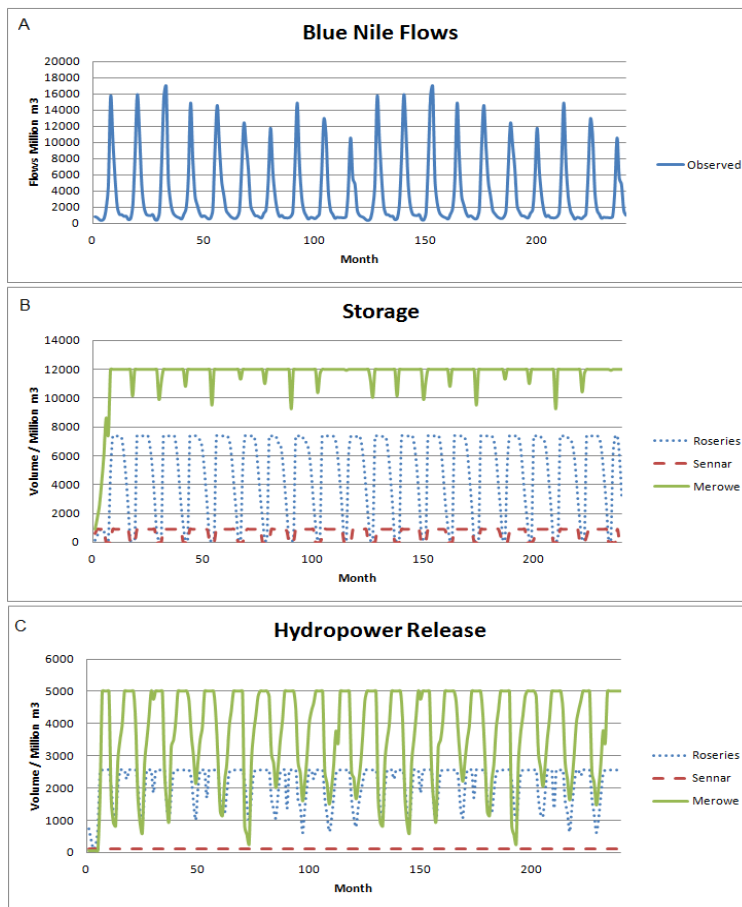 A
Blue Nile Flows
Flows Million m3
20000
18000
16000
14000
12000
10000
8000
6000
4000
2000
0
0 50 100 150 200
Month
Observed
B
Storage
Volume / Million m3
14000
12000
10000
8000
6000
4000
2000
0
0 50 100 150 200
Month
Roseries
Sennar
Merowe
C
Hydropower Release
Volume / Million m3
6000
5000
4000
3000
2000
1000
0
0 50 100 150 200
Month
Roseries
Sennar
Merowe